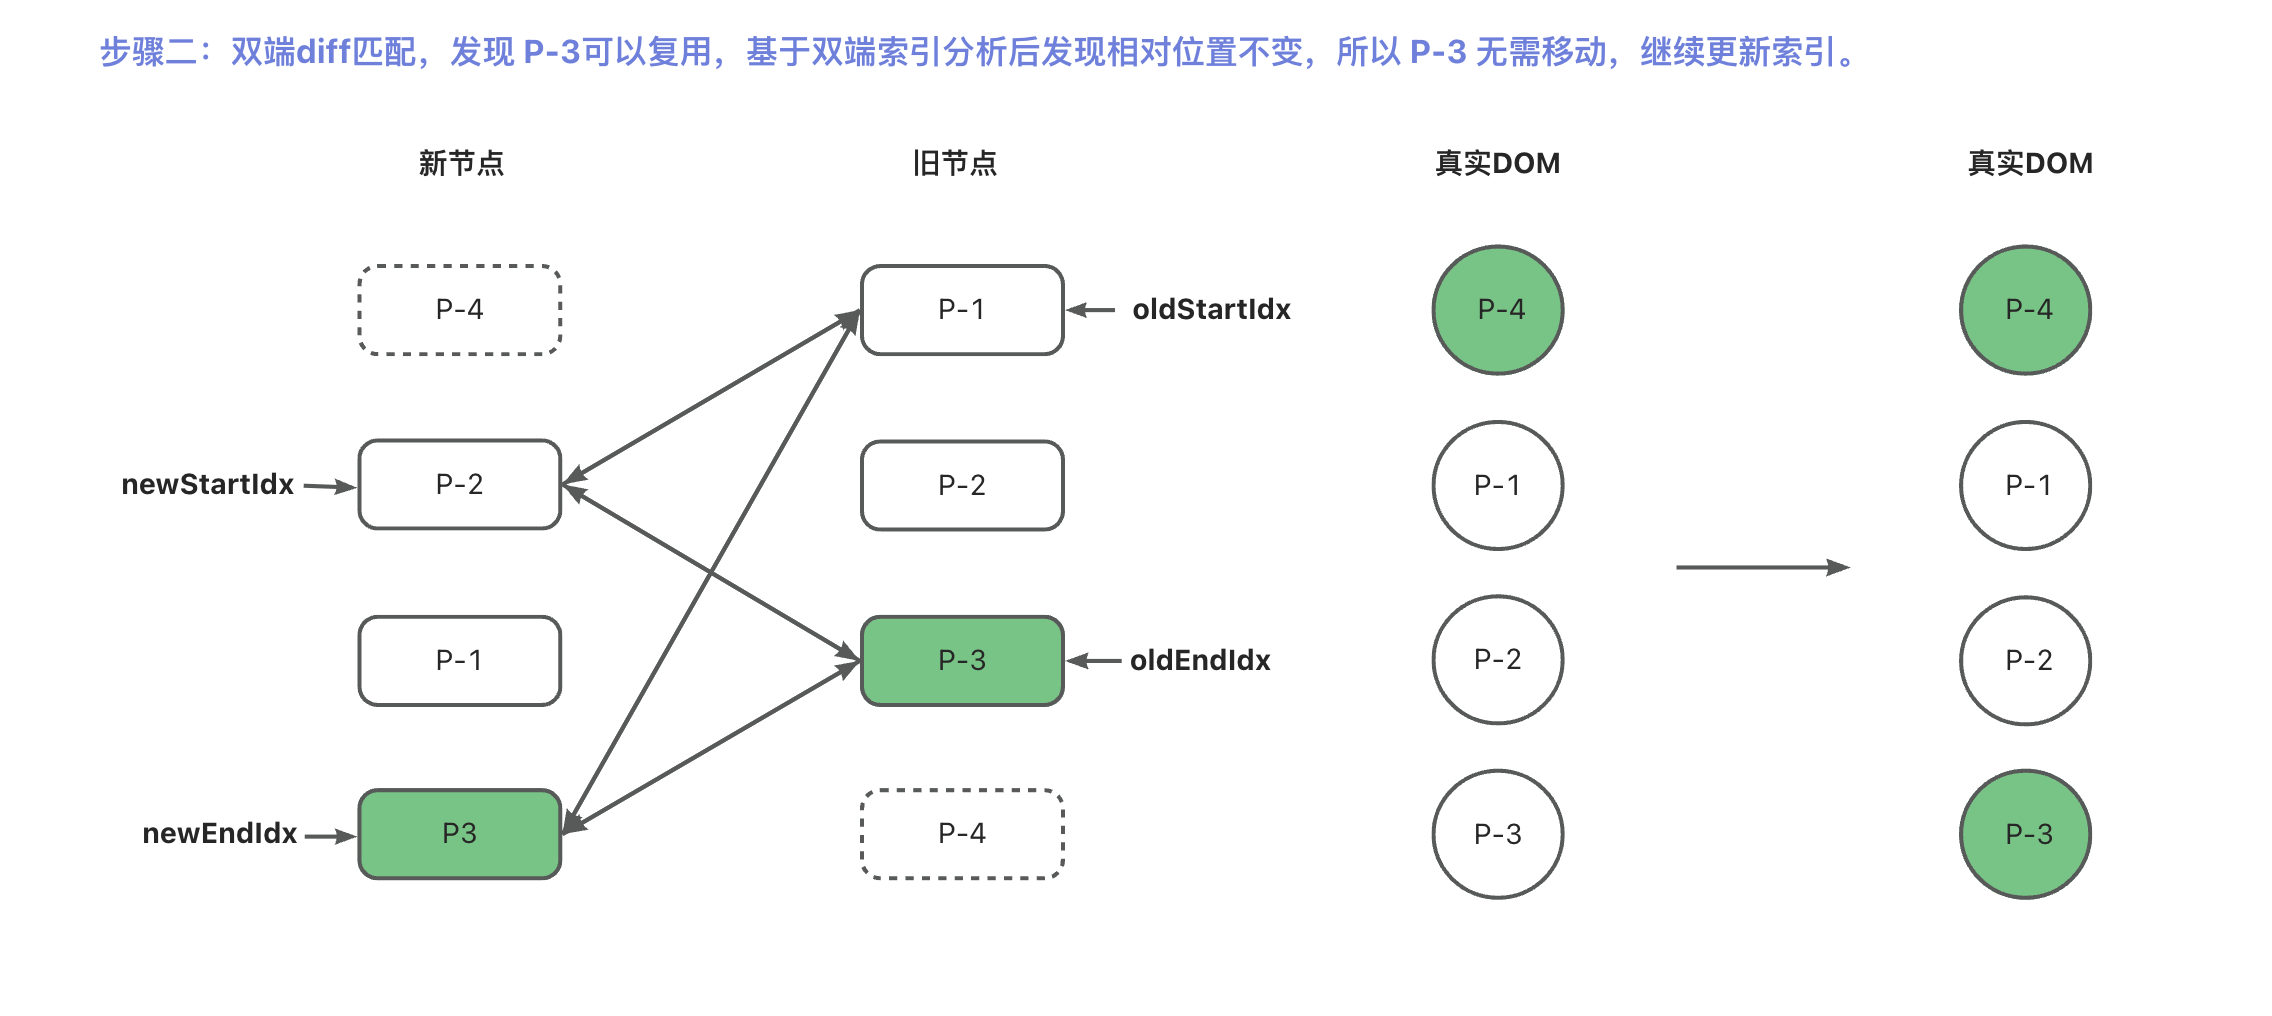 步骤二：双端diff匹配，发现 P-3可以复用，基于双端索引分析后发现相对位置不变，所以 P-3 无需移动，继续更新索引。
新节点 旧节点 真实DOM 真实DOM
P-4 P-1 oldStartIdx P-4 P-4
newStartIdx P-2 P-2 P-1 P-1
P-1 P-3 oldEndIdx P-2 P-2
newEndIdx P3 P-4 P-3 P-3